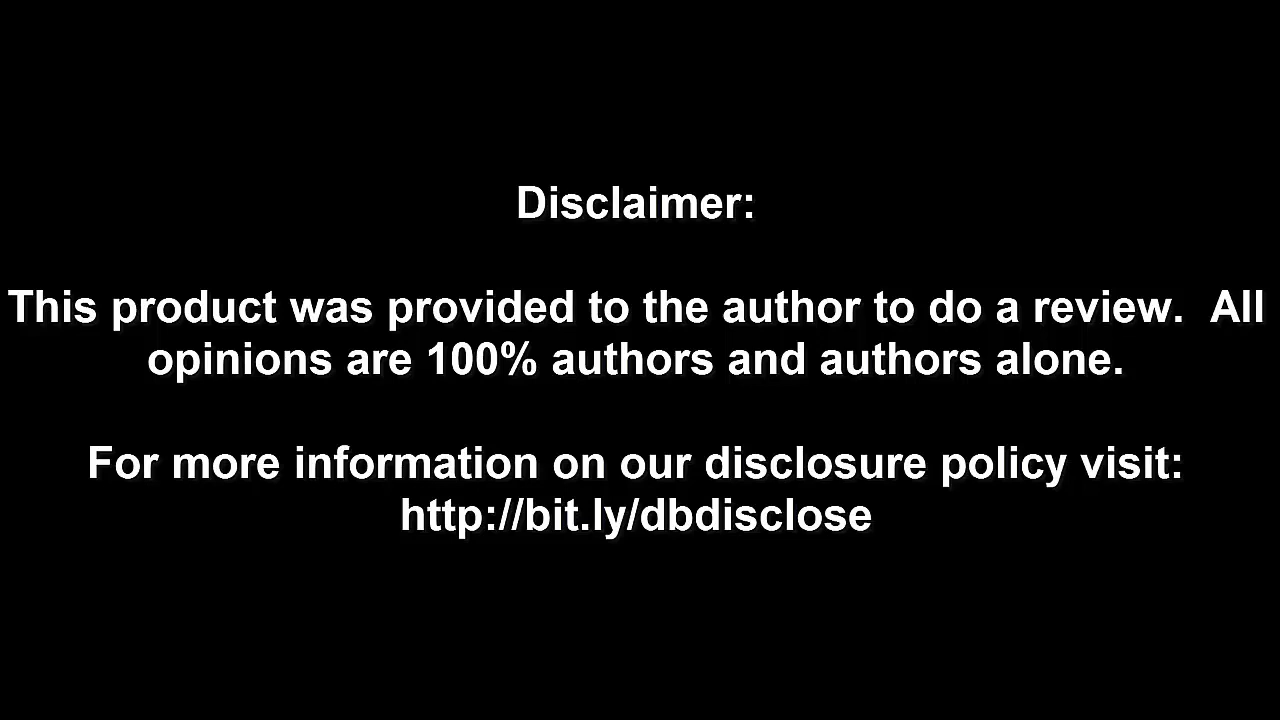 Disclaimer:
This product was provided to the author to do a review.  All
opinions are 100% authors and authors alone.
For more information on our disclosure policy visit:
http://bit.ly/dbdisclose